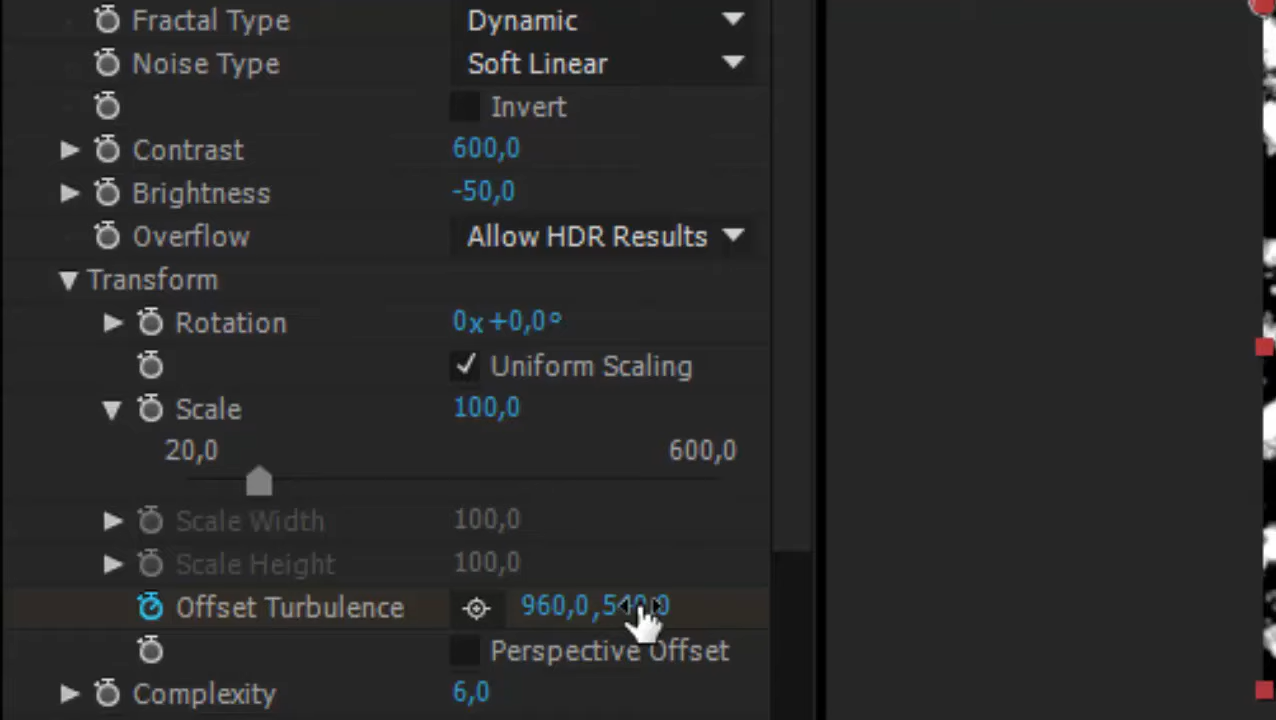 Fractal Type Dynamic
Noise Type Soft Linear
Invert
Contrast 600,0
Brightness -50,0
Overflow Allow HDR Results
Transform
Rotation 0x+0,0°
Uniform Scaling
Scale 100,0
20,0 600,0
Scale Width 100,0
Scale Height 100,0
Offset Turbulence 960,0,
Perspective Offset
Complexity 6,0